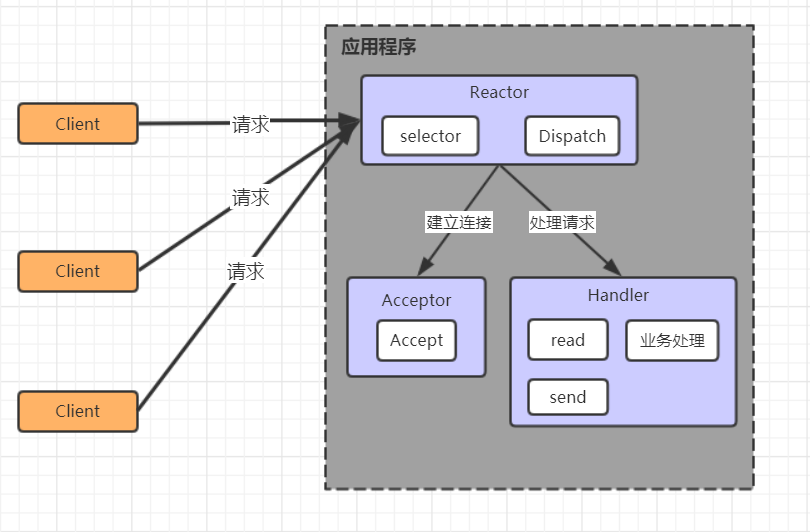 应用程序
Reactor
selector
Dispatch
Client
请求
请求
Client
请求
建立连接
处理请求
Acceptor
Accept
Handler
read
业务处理
send
Client